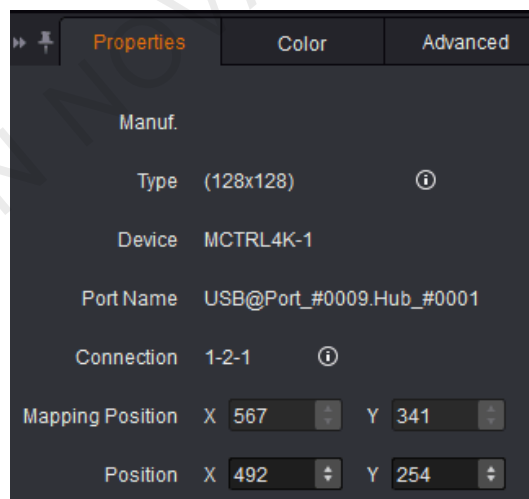 Properties Color Advanced
Manuf.
Type (128x128)
Device MCTRL4K-1
Port Name USB@Port_#0009.Hub_#0001
Connection 1-2-1
Mapping Position X 567 Y 341
Position X 492 Y 254